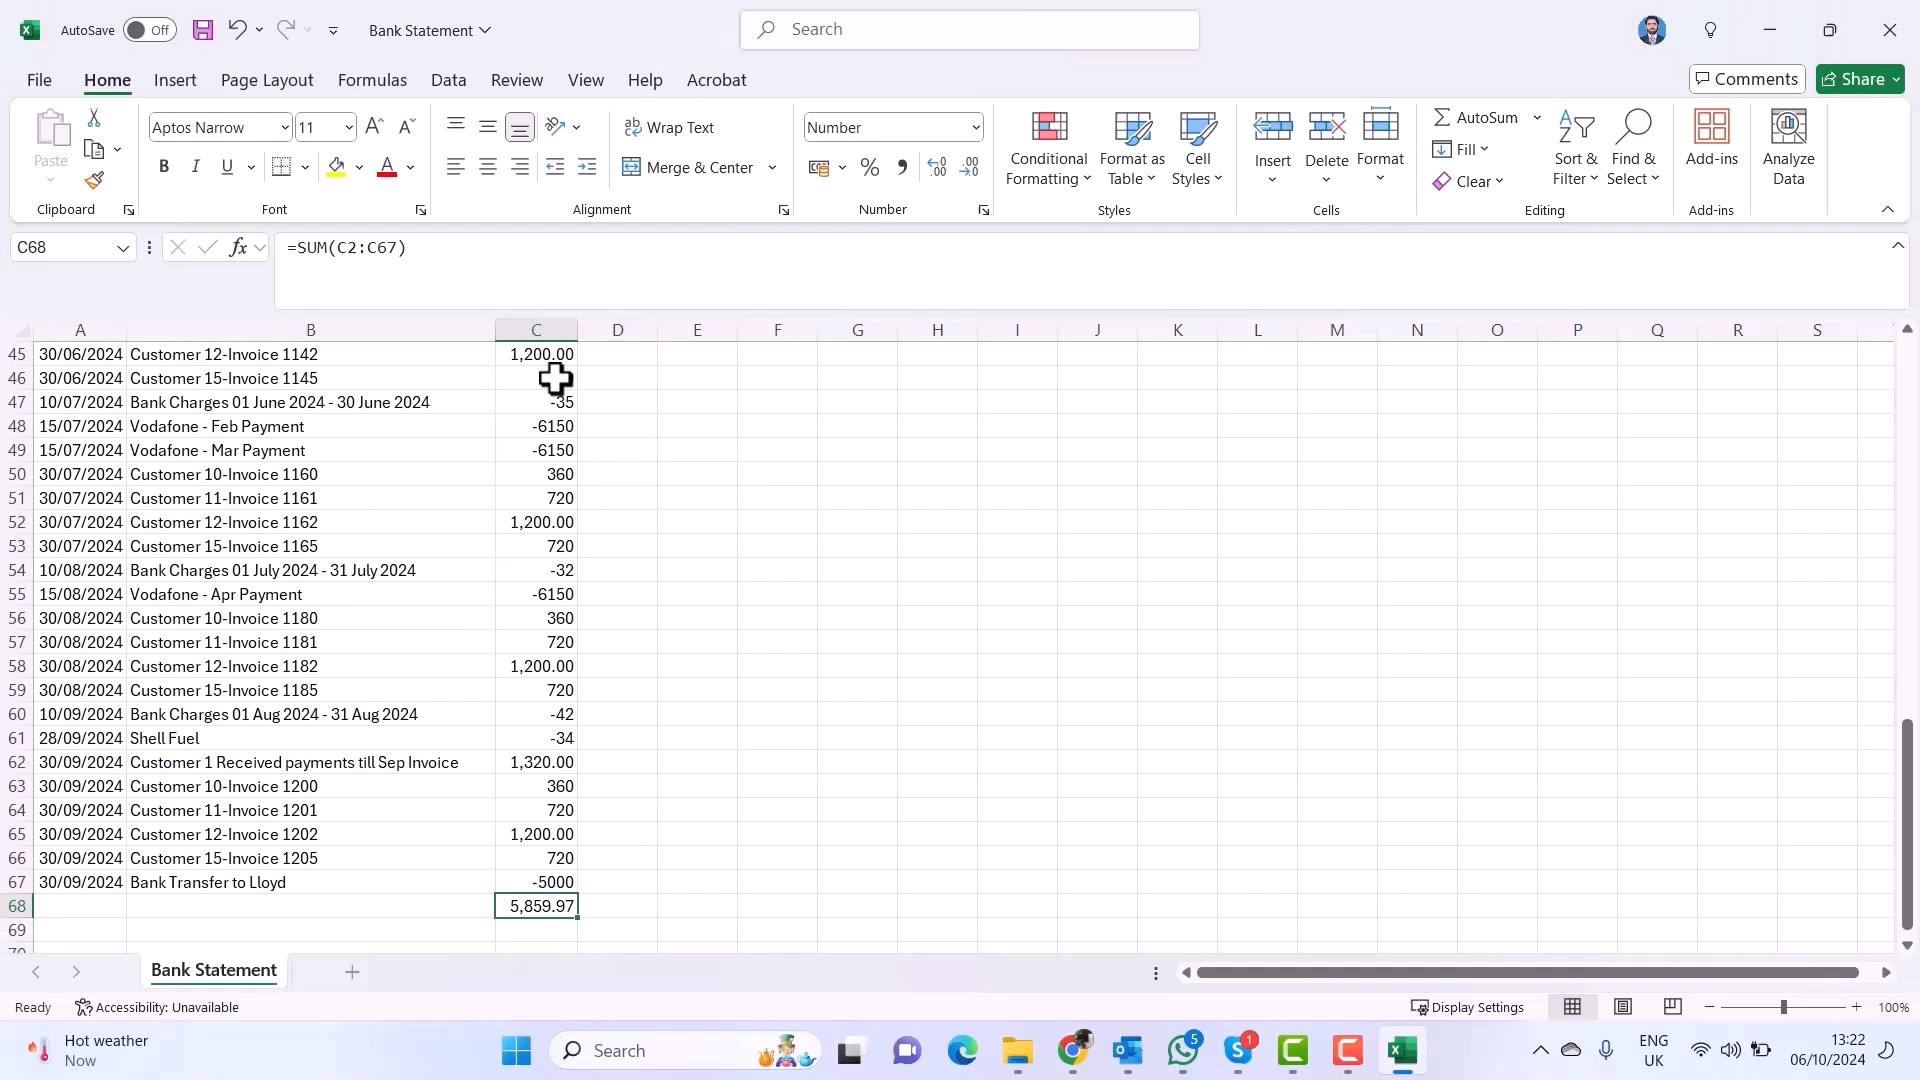 AutoSave Off Bank Statement Search
File Home Insert Page Layout Formulas Data Review View Help Acrobat Comments Share
Paste Aptos Narrow 11 Wrap Text Number Conditional Formatting Format as Table Cell Styles Insert Delete Format AutoSum Sort & Filter Find & Select Add-ins Analyze Data
B I U A Merge & Center % Fill
Clear
Clipboard Font Alignment Number Styles Cells Editing Add-ins
C68 fx =SUM(C2:C67)
A B C D E F G H I J K L M N O P Q R S
45 30/06/2024 Customer 12-Invoice 1142 1,200.00
46 30/06/2024 Customer 15-Invoice 1145
47 10/07/2024 Bank Charges 01 June 2024 - 30 June 2024 -35
48 15/07/2024 Vodafone - Feb Payment -6150
49 15/07/2024 Vodafone - Mar Payment -6150
50 30/07/2024 Customer 10-Invoice 1160 360
51 30/07/2024 Customer 11-Invoice 1161 720
52 30/07/2024 Customer 12-Invoice 1162 1,200.00
53 30/07/2024 Customer 15-Invoice 1165 720
54 10/08/2024 Bank Charges 01 July 2024 - 31 July 2024 -32
55 15/08/2024 Vodafone - Apr Payment -6150
56 30/08/2024 Customer 10-Invoice 1180 360
57 30/08/2024 Customer 11-Invoice 1181 720
58 30/08/2024 Customer 12-Invoice 1182 1,200.00
59 30/08/2024 Customer 15-Invoice 1185 720
60 10/09/2024 Bank Charges 01 Aug 2024 - 31 Aug 2024 -42
61 28/09/2024 Shell Fuel -34
62 30/09/2024 Customer 1 Received payments till Sep Invoice 1,320.00
63 30/09/2024 Customer 10-Invoice 1200 360
64 30/09/2024 Customer 11-Invoice 1201 720
65 30/09/2024 Customer 12-Invoice 1202 1,200.00
66 30/09/2024 Customer 15-Invoice 1205 720
67 30/09/2024 Bank Transfer to Lloyd -5000
68 5,859.97
69
Bank Statement
Ready Accessibility: Unavailable Display Settings 100%
Hot weather Search 5 1 ENG 13:22
Now UK 06/10/2024